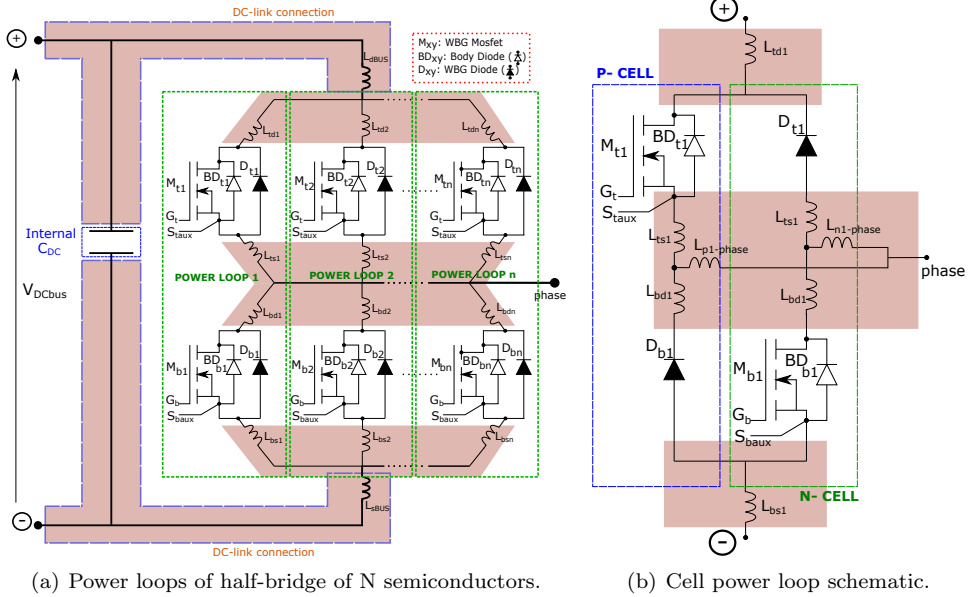 DC-link connection
+
L_dBUS
M_xy: WBG Mosfet
BD_xy: Body Diode ( )
D_xy: WBG Diode ( )
L_td1
L_td2
L_tdn
M_t1
BD_t1
D_t1
M_t2
BD_t2
D_t2
M_tn
BD_tn
D_tn
G_t
S_taux
G_t
S_taux
G_t
S_taux
Internal
C_DC
V_DCbus
L_ts1
L_ts2
L_tsn
POWER LOOP 1
POWER LOOP 2
POWER LOOP n
phase
L_bd1
L_bd2
L_bdn
M_b1
BD_b1
D_b1
M_b2
BD_b2
D_b2
M_bn
BD_bn
D_bn
G_b
S_baux
G_b
S_baux
G_b
S_baux
L_bs1
L_bs2
L_bsn
L_sBUS
−
DC-link connection
(a) Power loops of half-bridge of N semiconductors.
+
L_td1
P- CELL
M_t1
BD_t1
D_t1
G_t
S_taux
L_ts1
L_p1-phase
L_ts1
L_n1-phase
phase
L_bd1
L_bd1
D_b1
M_b1
BD_b1
G_b
S_baux
N- CELL
L_bs1
−
(b) Cell power loop schematic.